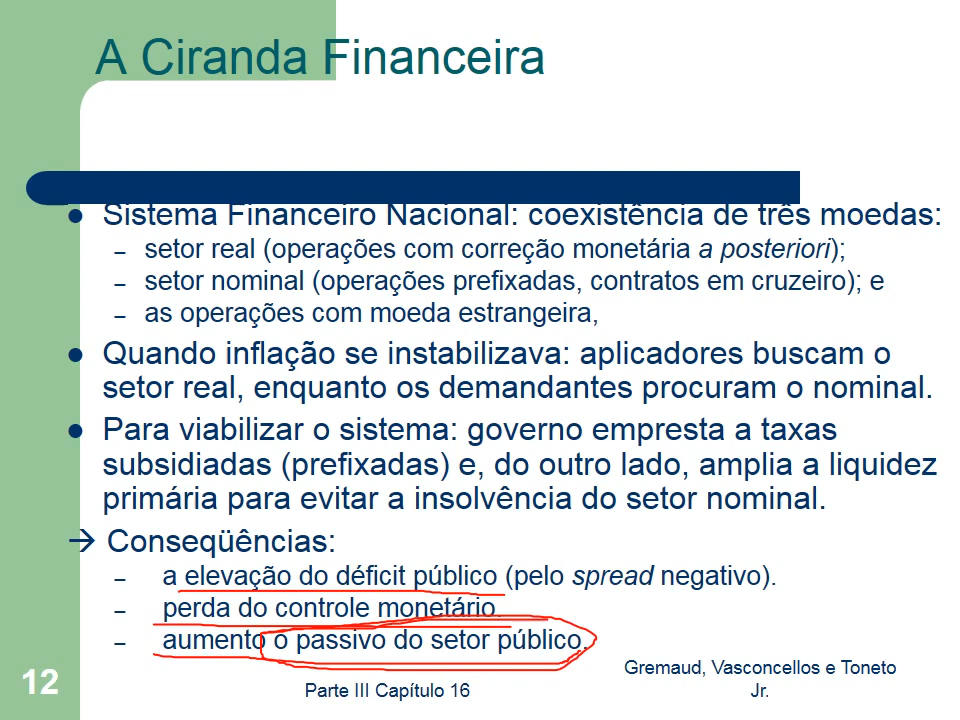 A Ciranda Financeira
● Sistema Financeiro Nacional: coexistência de três moedas:
– setor real (operações com correção monetária a posteriori);
– setor nominal (operações prefixadas, contratos em cruzeiro); e
– as operações com moeda estrangeira,
● Quando inflação se instabilizava: aplicadores buscam o
setor real, enquanto os demandantes procuram o nominal.
● Para viabilizar o sistema: governo empresta a taxas
subsidiadas (prefixadas) e, do outro lado, amplia a liquidez
primária para evitar a insolvência do setor nominal.
→ Conseqüências:
– a elevação do déficit público (pelo spread negativo).
– perda do controle monetário.
– aumento o passivo do setor público.
12
Parte III Capítulo 16
Gremaud, Vasconcellos e Toneto
Jr.